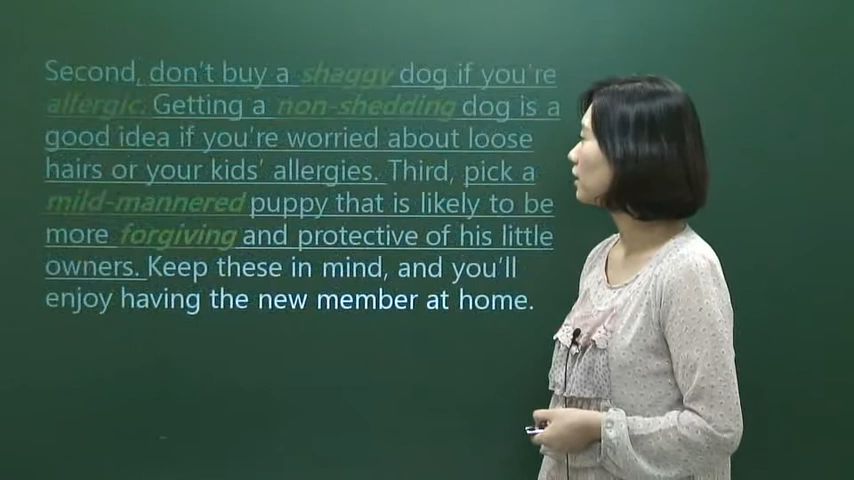 Second, don't buy a shaggy dog if you're
allergic. Getting a non-shedding dog is a
good idea if you're worried about loose
hairs or your kids' allergies. Third, pick a
mild-mannered puppy that is likely to be
more forgiving and protective of his little
owners. Keep these in mind, and you'll
enjoy having the new member at home.